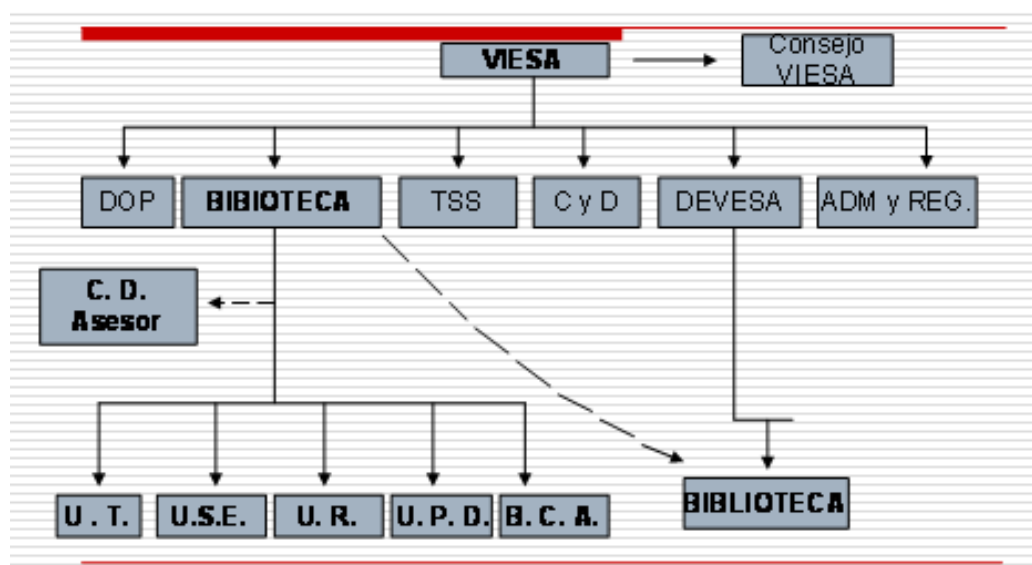 VIESA
Consejo
VIESA
DOP
BIBIOTECA
TSS
C y D
DEVESA
ADM y REG.
C. D.
Asesor
U . T.
U.S.E.
U. R.
U. P. D.
B. C. A.
BIBLIOTECA